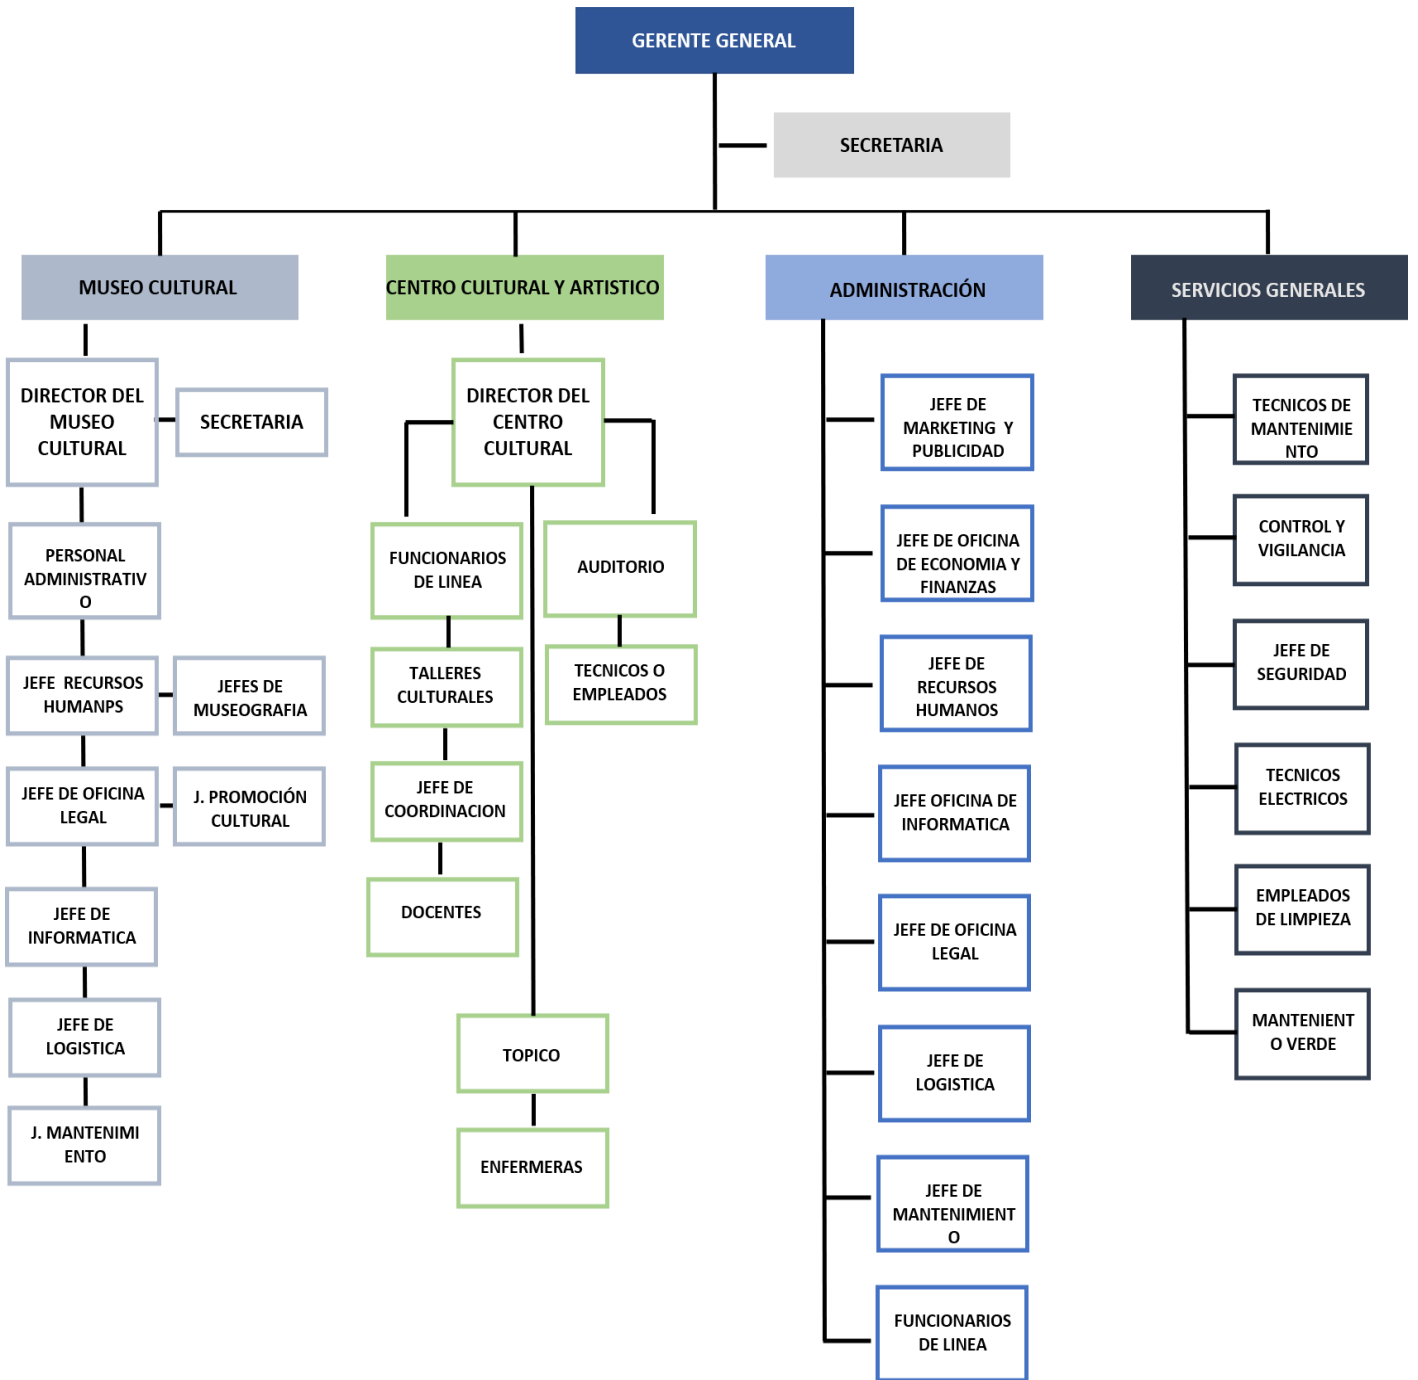 GERENTE GENERAL
SECRETARIA
MUSEO CULTURAL
CENTRO CULTURAL Y ARTISTICO
ADMINISTRACIÓN
SERVICIOS GENERALES
DIRECTOR DEL
MUSEO
CULTURAL
SECRETARIA
PERSONAL
ADMINISTRATIV
O
JEFE RECURSOS
HUMANPS
JEFES DE
MUSEOGRAFIA
JEFE DE OFICINA
LEGAL
J. PROMOCIÓN
CULTURAL
JEFE DE
INFORMATICA
JEFE DE
LOGISTICA
J. MANTENIMI
ENTO
DIRECTOR DEL
CENTRO
CULTURAL
FUNCIONARIOS
DE LINEA
AUDITORIO
TALLERES
CULTURALES
TECNICOS O
EMPLEADOS
JEFE DE
COORDINACION
DOCENTES
TOPICO
ENFERMERAS
JEFE DE
MARKETING Y
PUBLICIDAD
JEFE DE OFICINA
DE ECONOMIA Y
FINANZAS
JEFE DE
RECURSOS
HUMANOS
JEFE OFICINA DE
INFORMATICA
JEFE DE OFICINA
LEGAL
JEFE DE
LOGISTICA
JEFE DE
MANTENIMIENT
O
FUNCIONARIOS
DE LINEA
TECNICOS DE
MANTENIMIE
NTO
CONTROL Y
VIGILANCIA
JEFE DE
SEGURIDAD
TECNICOS
ELECTRICOS
EMPLEADOS
DE LIMPIEZA
MANTENIENT
O VERDE